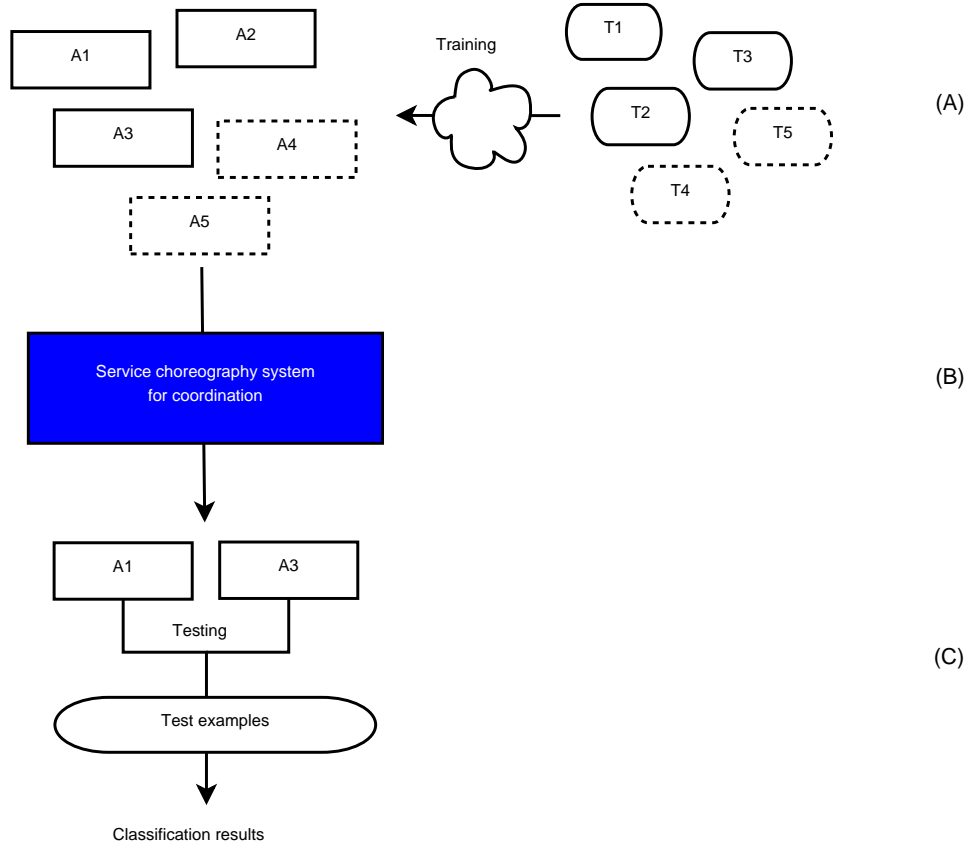 A1
A2
Training
T1
T3
A3
A4
T2
T5
(A)
A5
T4
Service choreography system
for coordination
(B)
A1
A3
Testing
(C)
Test examples
Classification results